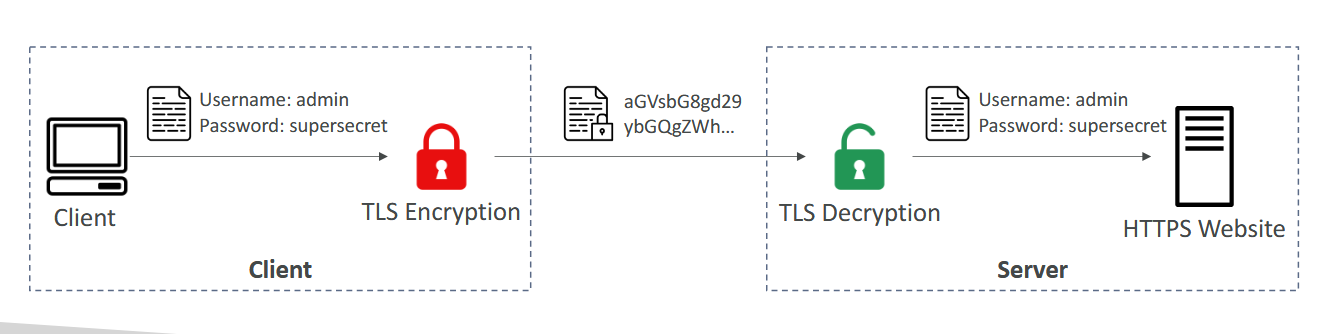 Username: admin
Password: supersecret
Client
TLS Encryption
Client
aGVsbG8gd29
ybGQgZWh...
TLS Decryption
Username: admin
Password: supersecret
HTTPS Website
Server